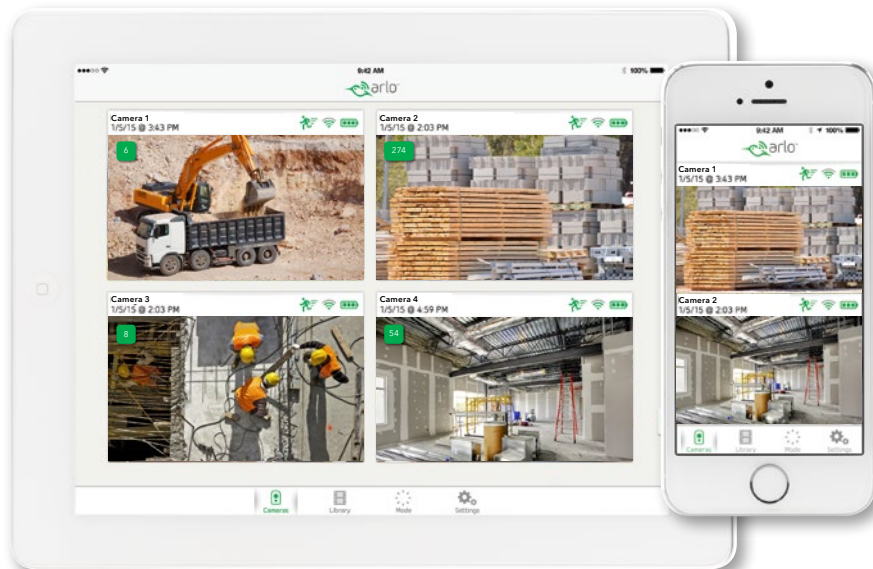 9:42 AM
100%
arlo
Camera 1
1/5/15 @ 3:43 PM
6
Camera 2
1/5/15 @ 2:03 PM
274
Camera 3
1/5/15 @ 2:03 PM
8
Camera 4
1/5/15 @ 4:59 PM
54
Cameras
Library
Mode
Settings
9:42 AM
100%
arlo
Camera 1
1/5/15 @ 3:43 PM
Camera 2
1/5/15 @ 2:03 PM
Cameras
Library
Mode
Settings